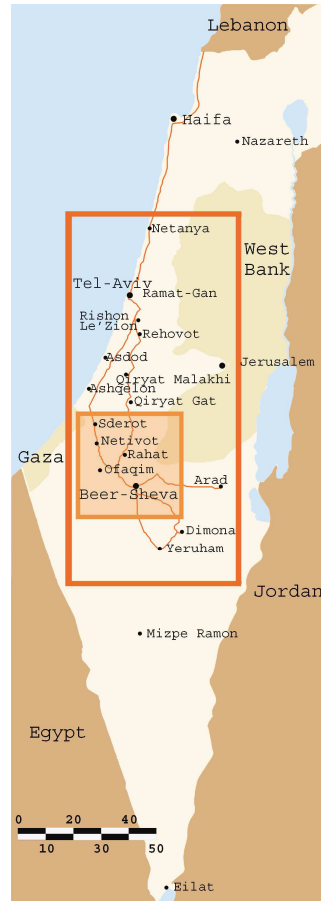 Lebanon
Haifa
Nazareth
Netanya
West
Bank
Tel-Aviv
Ramat-Gan
Rishon
Le'Zion
Rehovot
Asdod
Jerusalem
Qiryat Malakhi
Ashqelon
Qiryat Gat
Sderot
Netivot
Gaza
Rahat
Ofaqim
Arad
Beer-Sheva
Dimona
Yeruham
Jordan
Mizpe Ramon
Egypt
0 20 40
10 30 50
Eilat